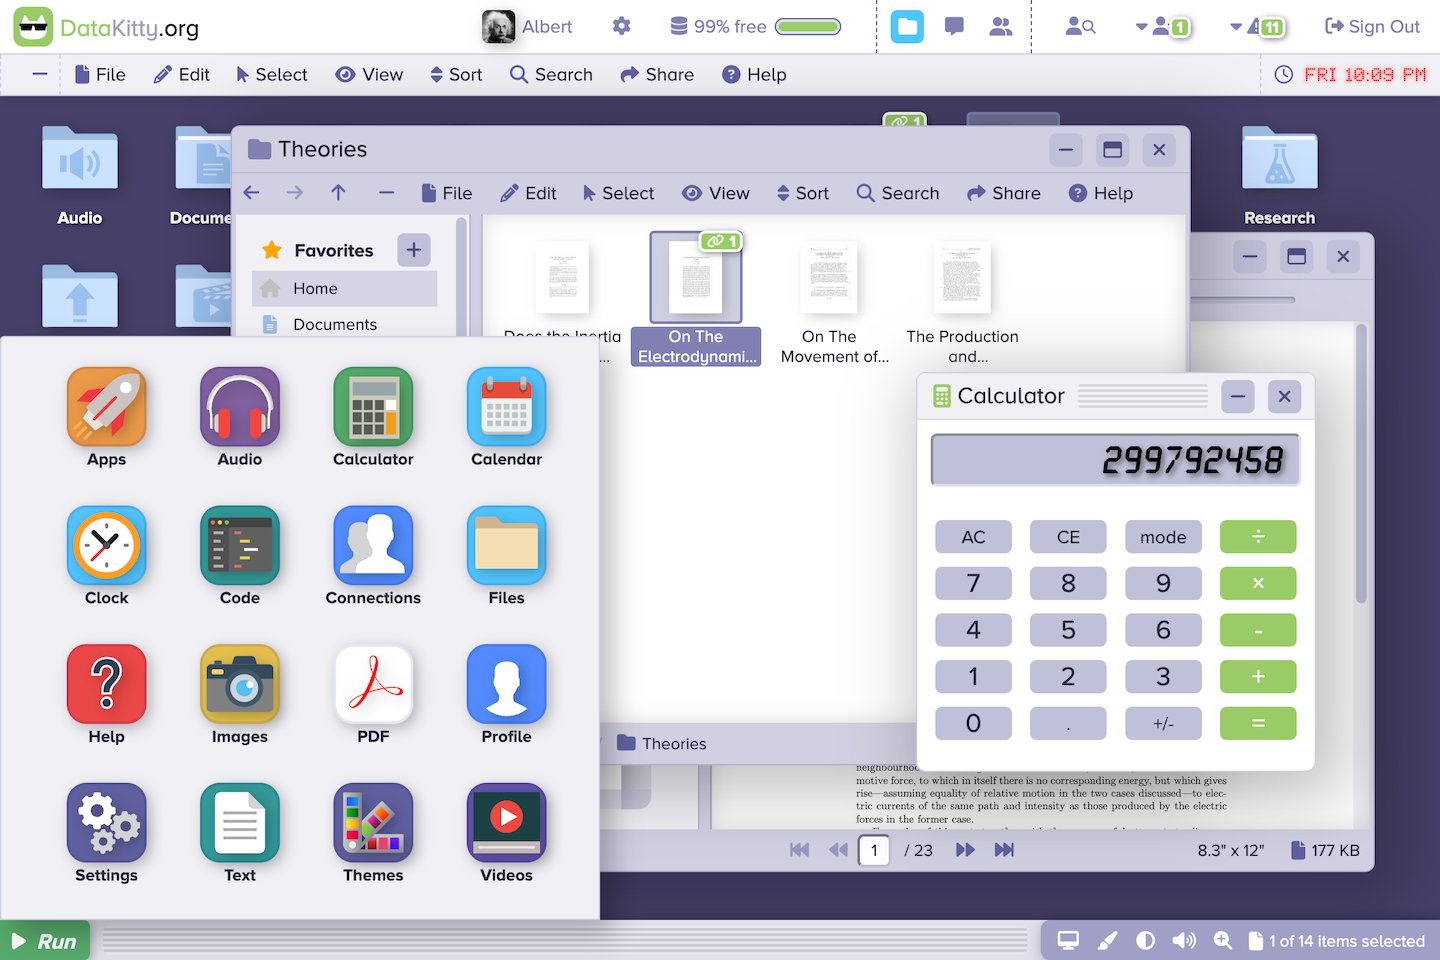 DataKitty.org
Albert
99% free
1
11
Sign Out
File
Edit
Select
View
Sort
Search
Share
Help
FRI 10:09 PM
Audio
Docume
Research
1
Theories
File
Edit
Select
View
Sort
Search
Share
Help
Favorites
Home
Documents
1
Does the Inertia
...
On The
Electrodynami...
On The
Movement of...
The Production
and...
Theories
Calculator
299792458
AC
CE
mode
÷
7
8
9
×
4
5
6
-
1
2
3
+
0
.
+/-
=
Apps
Audio
Calculator
Calendar
Clock
Code
Connections
Files
Help
Images
PDF
Profile
Settings
Text
Themes
Videos
neighbourhoo
motive force, to which in itself there is no corresponding energy, but which gives
rise—assuming equality of relative motion in the two cases discussed—to elec-
tric currents of the same path and intensity as those produced by the electric
forces in the former case.
1
/ 23
8.3" x 12"
177 KB
Run
1 of 14 items selected